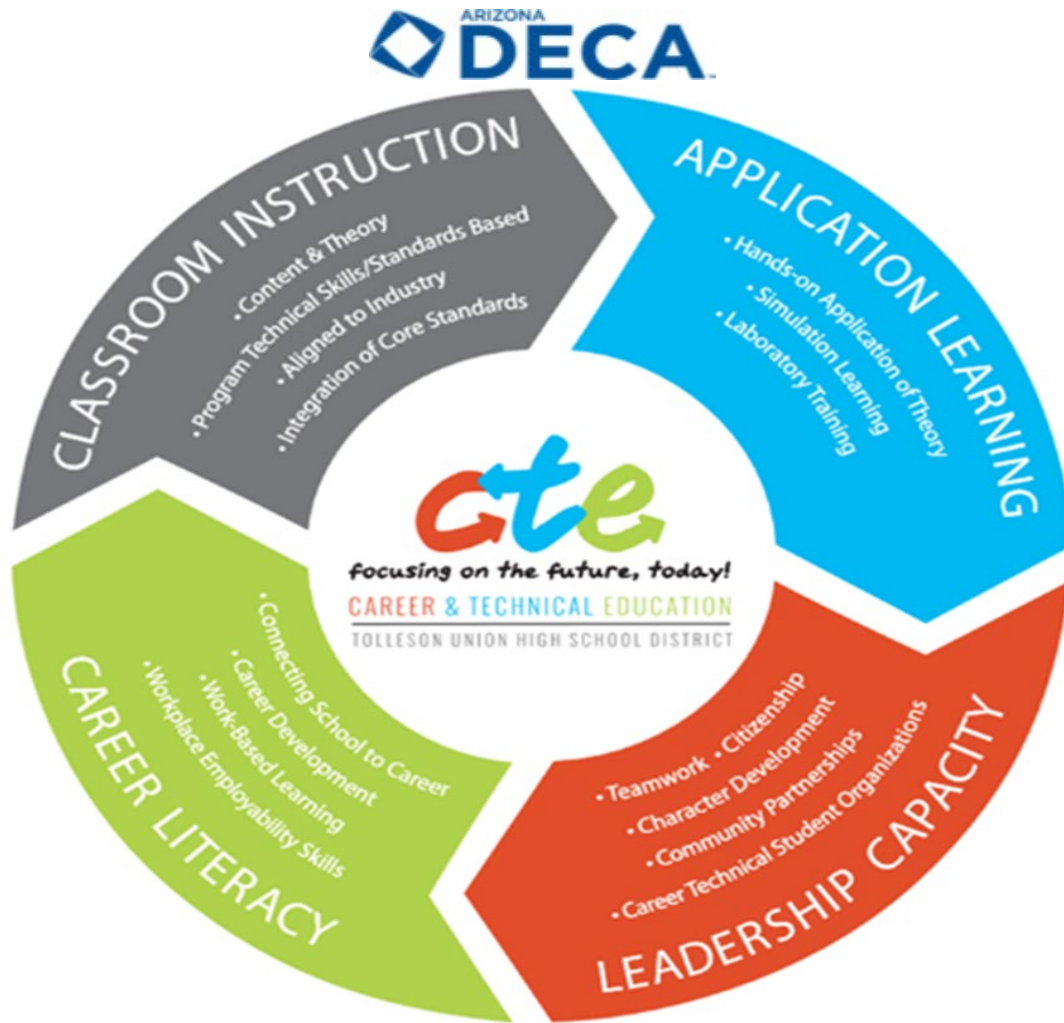 ARIZONA
DECA
CLASSROOM INSTRUCTION
•Content & Theory
•Program Technical Skills/Standards Based
•Aligned to Industry
•Integration of Core Standards
APPLICATION LEARNING
•Hands-on Application of Theory
•Simulation Learning
•Laboratory Training
cte
focusing on the future, today!
CAREER & TECHNICAL EDUCATION
TOLLESON UNION HIGH SCHOOL DISTRICT
•Connecting School to Career
•Career Development
•Work-Based Learning
•Workplace Employability Skills
CAREER LITERACY
•Teamwork •Citizenship
•Character Development
•Community Partnerships
•Career Technical Student Organizations
LEADERSHIP CAPACITY